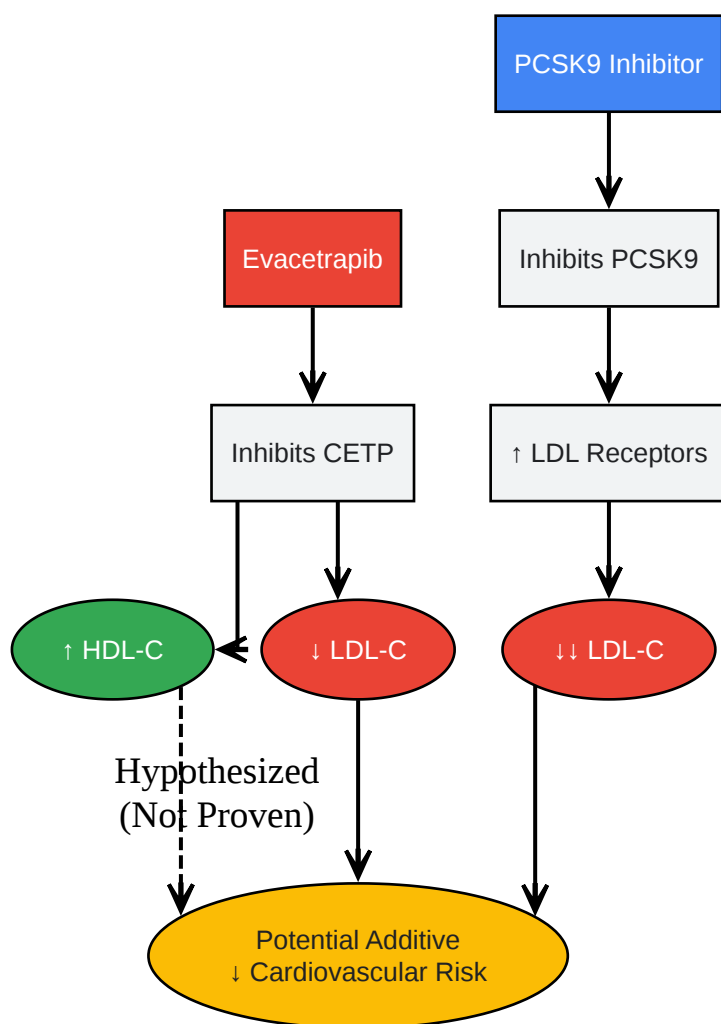 PCSK9 Inhibitor
Evacetrapib
Inhibits PCSK9
Inhibits CETP
↑ LDL Receptors
↑ HDL-C
↓ LDL-C
↓↓ LDL-C
Hypothesized
(Not Proven)
Potential Additive
↓ Cardiovascular Risk